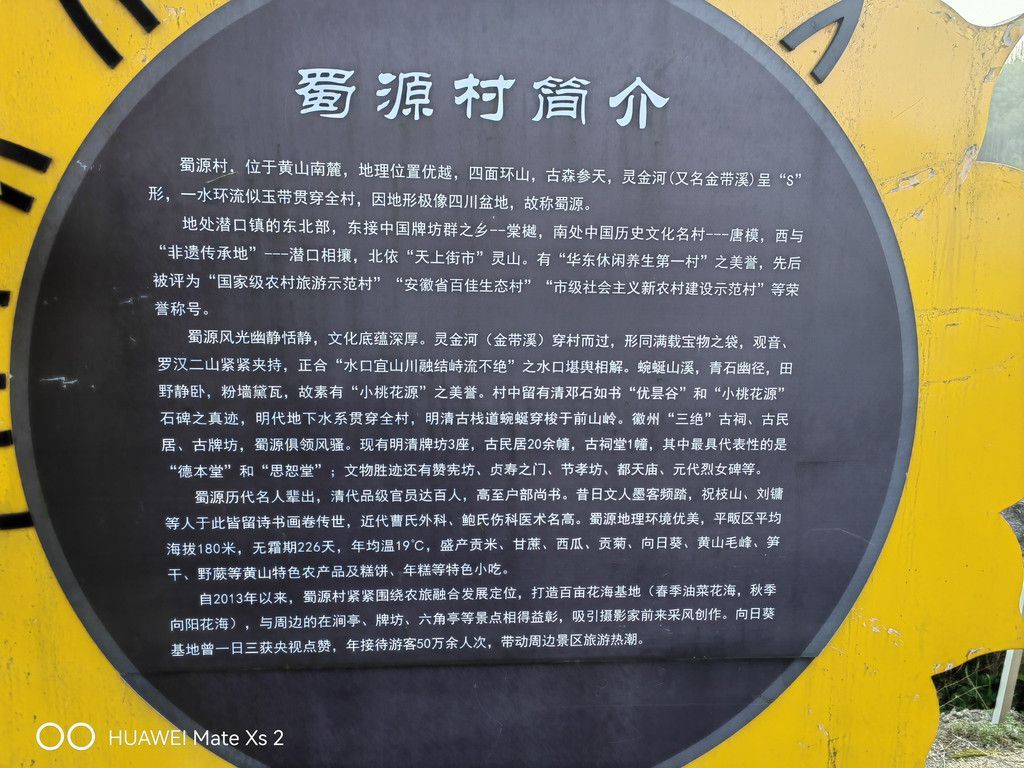 蜀源村简介
蜀源村，位于黄山南麓，地理位置优越，四面环山，古森参天，灵金河(又名金带溪)呈“S”
形，一水环流似玉带贯穿全村，因地形极像四川盆地，故称蜀源。
地处潜口镇的东北部，东接中国牌坊群之乡--棠樾，南处中国历史文化名村---唐模，西与
“非遗传承地”---潜口相攘，北依“天上街市”灵山。有“华东休闲养生第一村”之美誉，先后
被评为“国家级农村旅游示范村”“安徽省百佳生态村”“市级社会主义新农村建设示范村”等荣
誉称号。
蜀源风光幽静恬静，文化底蕴深厚。灵金河（金带溪）穿村而过，形同满载宝物之袋，观音、
罗汉二山紧紧夹持，正合“水口宜山川融结峙流不绝”之水口堪舆相解。蜿蜒山溪，青石幽径，田
野静卧，粉墙黛瓦，故素有“小桃花源”之美誉。村中留有清邓石如书“优昙谷”和“小桃花源”
石碑之真迹，明代地下水系贯穿全村，明清古栈道蜿蜒穿梭于前山岭。徽州“三绝”古祠、古民
居、古牌坊，蜀源俱领风骚。现有明清牌坊3座，古民居20余幢，古祠堂1幢，其中最具代表性的是
“德本堂”和“思恕堂”；文物胜迹还有赞宪坊、贞寿之门、节孝坊、都天庙、元代烈女碑等。
蜀源历代名人辈出，清代品级官员达百人，高至户部尚书。昔日文人墨客频踏，祝枝山、刘镛
等人于此皆留诗书画卷传世，近代曹氏外科、鲍氏伤科医术名高。蜀源地理环境优美，平畈区平均
海拔180米，无霜期226天，年均温19℃，盛产贡米、甘蔗、西瓜、贡菊、向日葵、黄山毛峰、笋
干、野蕨等黄山特色农产品及糕饼、年糕等特色小吃。
自2013年以来，蜀源村紧紧围绕农旅融合发展定位，打造百亩花海基地（春季油菜花海，秋季
向阳花海），与周边的在涧亭、牌坊、六角亭等景点相得益彰，吸引摄影家前来采风创作。向日葵
基地曾一日三获央视点赞，年接待游客50万余人次，带动周边景区旅游热潮。
HUAWEI Mate Xs 2